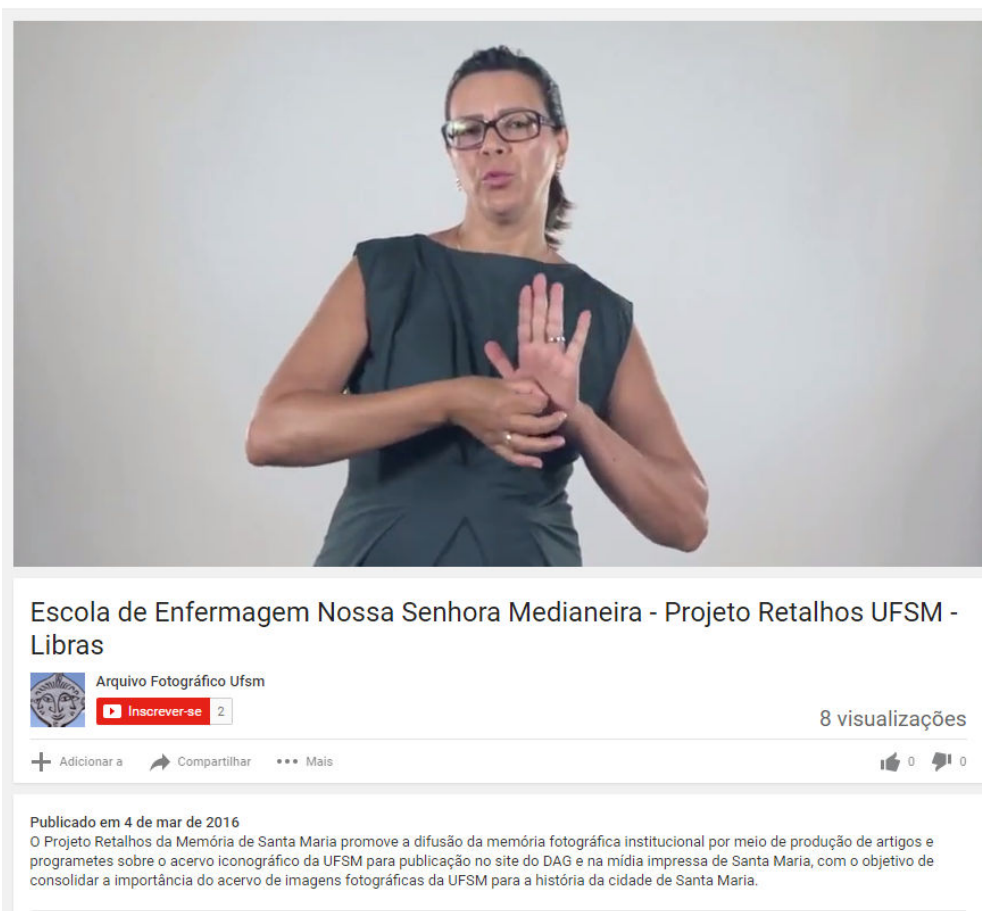 Escola de Enfermagem Nossa Senhora Medianeira - Projeto Retalhos UFSM -
Libras
Arquivo Fotográfico Ufsm
Inscrever-se 2
8 visualizações
Adicionar a Compartilhar Mais 0 0
Publicado em 4 de mar de 2016
O Projeto Retalhos da Memória de Santa Maria promove a difusão da memória fotográfica institucional por meio de produção de artigos e
programetes sobre o acervo iconográfico da UFSM para publicação no site do DAG e na mídia impressa de Santa Maria, com o objetivo de
consolidar a importância do acervo de imagens fotográficas da UFSM para a história da cidade de Santa Maria.